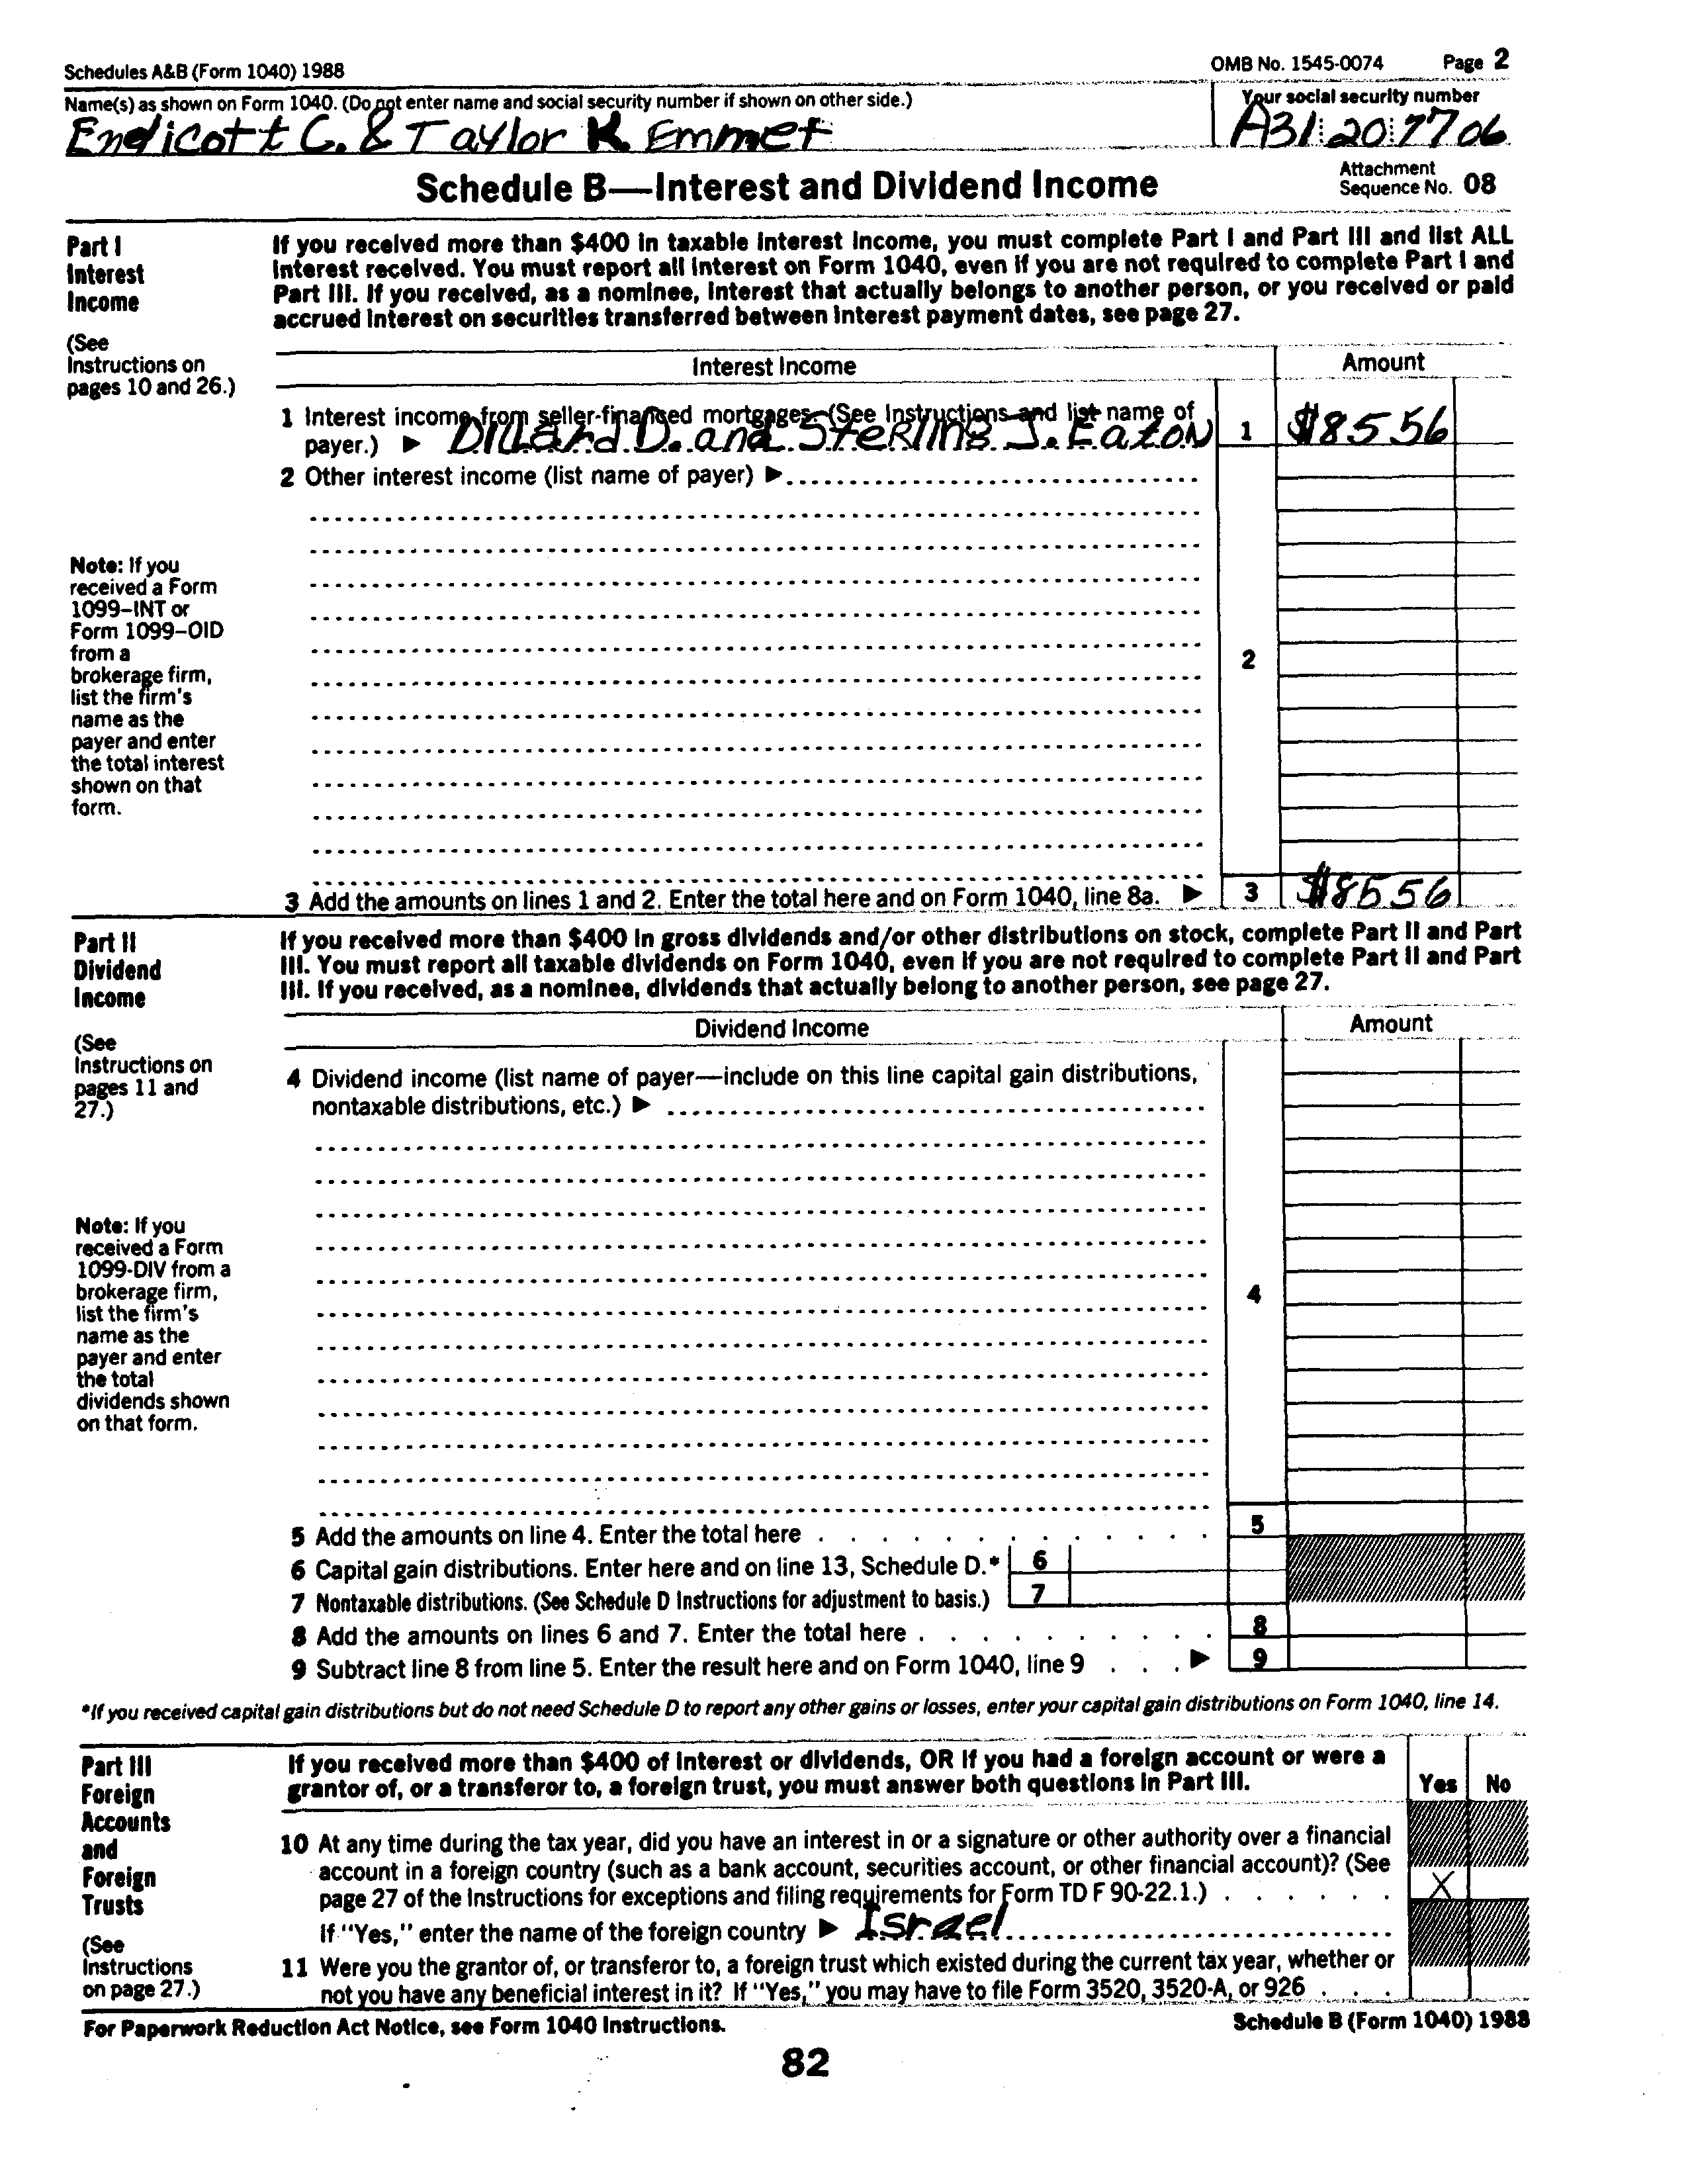 Schedules A&B (Form 1040) 1988 OMB No. 1545-0074 Page 2
Name(s) as shown on Form 1040. (Do not enter name and social security number if shown on other side.) Your social security number
Endicott C. & Taylor K. Emmet A31 20 7706
Schedule B—Interest and Dividend Income Attachment Sequence No. 08
Part I
Interest
Income
(See
Instructions on
pages 10 and 26.)
If you received more than $400 in taxable interest income, you must complete Part I and Part III and list ALL
interest received. You must report all interest on Form 1040, even if you are not required to complete Part I and
Part III. If you received, as a nominee, interest that actually belongs to another person, or you received or paid
accrued interest on securities transferred between interest payment dates, see page 27.
Interest Income Amount
1 Interest income from seller-financed mortgages. (See Instructions and list name of
payer.) ► Dillard D. and Sterling J. Eaton 1 $8556
2 Other interest income (list name of payer) ►
Note: If you
received a Form
1099-INT or
Form 1099-OID
from a
brokerage firm,
list the firm's
name as the
payer and enter
the total interest
shown on that
form.
2
3 Add the amounts on lines 1 and 2. Enter the total here and on Form 1040, line 8a. ► 3 $8556
Part II
Dividend
Income
(See
Instructions on
pages 11 and
27.)
If you received more than $400 in gross dividends and/or other distributions on stock, complete Part II and Part
III. You must report all taxable dividends on Form 1040, even if you are not required to complete Part II and Part
III. If you received, as a nominee, dividends that actually belong to another person, see page 27.
Dividend Income Amount
4 Dividend income (list name of payer—include on this line capital gain distributions,
nontaxable distributions, etc.) ►
Note: If you
received a Form
1099-DIV from a
brokerage firm,
list the firm's
name as the
payer and enter
the total
dividends shown
on that form.
4
5 Add the amounts on line 4. Enter the total here 5
6 Capital gain distributions. Enter here and on line 13, Schedule D.* 6
7 Nontaxable distributions. (See Schedule D Instructions for adjustment to basis.) 7
8 Add the amounts on lines 6 and 7. Enter the total here 8
9 Subtract line 8 from line 5. Enter the result here and on Form 1040, line 9 ► 9
*If you received capital gain distributions but do not need Schedule D to report any other gains or losses, enter your capital gain distributions on Form 1040, line 14.
Part III
Foreign
Accounts
and
Foreign
Trusts
(See
Instructions
on page 27.)
If you received more than $400 of interest or dividends, OR if you had a foreign account or were a
grantor of, or a transferor to, a foreign trust, you must answer both questions in Part III. Yes No
10 At any time during the tax year, did you have an interest in or a signature or other authority over a financial
account in a foreign country (such as a bank account, securities account, or other financial account)? (See
page 27 of the Instructions for exceptions and filing requirements for Form TD F 90-22.1.) X
If "Yes," enter the name of the foreign country ► Israel
11 Were you the grantor of, or transferor to, a foreign trust which existed during the current tax year, whether or
not you have any beneficial interest in it? If "Yes," you may have to file Form 3520, 3520-A, or 926
For Paperwork Reduction Act Notice, see Form 1040 Instructions. Schedule B (Form 1040) 1988
82